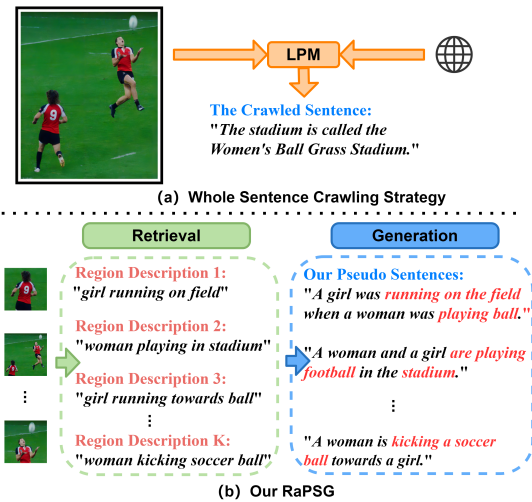 LPM
The Crawled Sentence:
"The stadium is called the
Women's Ball Grass Stadium."
(a) Whole Sentence Crawling Strategy
Retrieval
Region Description 1:
"girl running on field"
Region Description 2:
"woman playing in stadium"
Region Description 3:
"girl running towards ball"
⋮
Region Description K:
"woman kicking soccer ball"
Generation
Our Pseudo Sentences:
"A girl was running on the field
when a woman was playing ball."
"A woman and a girl are playing
football in the stadium."
⋮
"A woman is kicking a soccer
ball towards a girl."
(b) Our RaPSG
9
9